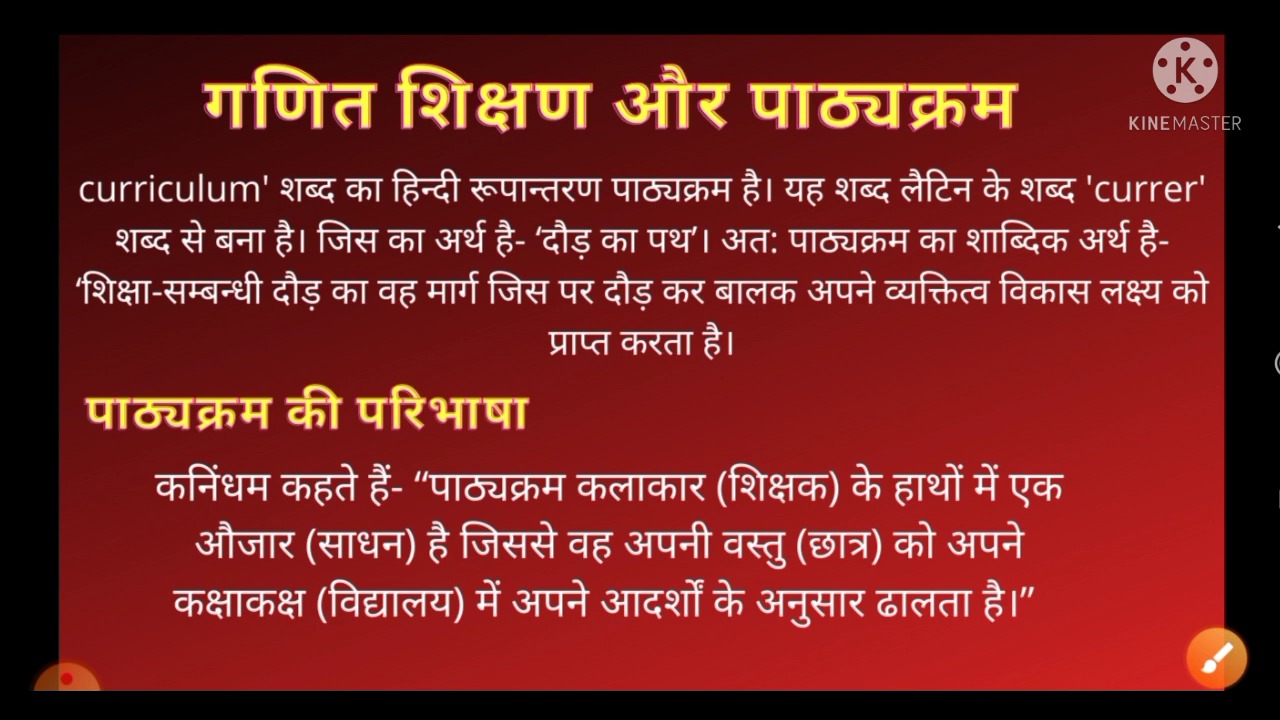 गणित शिक्षण और पाठ्यक्रम
KINEMASTER
curriculum' शब्द का हिन्दी रूपान्तरण पाठ्यक्रम है। यह शब्द लैटिन के शब्द 'currer'
शब्द से बना है। जिस का अर्थ है- ‘दौड़ का पथ’। अत: पाठ्यक्रम का शाब्दिक अर्थ है-
‘शिक्षा-सम्बन्धी दौड़ का वह मार्ग जिस पर दौड़ कर बालक अपने व्यक्तित्व विकास लक्ष्य को
प्राप्त करता है।
पाठ्यक्रम की परिभाषा
कनिंधम कहते हैं- “पाठ्यक्रम कलाकार (शिक्षक) के हाथों में एक
औजार (साधन) है जिससे वह अपनी वस्तु (छात्र) को अपने
कक्षाकक्ष (विद्यालय) में अपने आदर्शों के अनुसार ढालता है।”